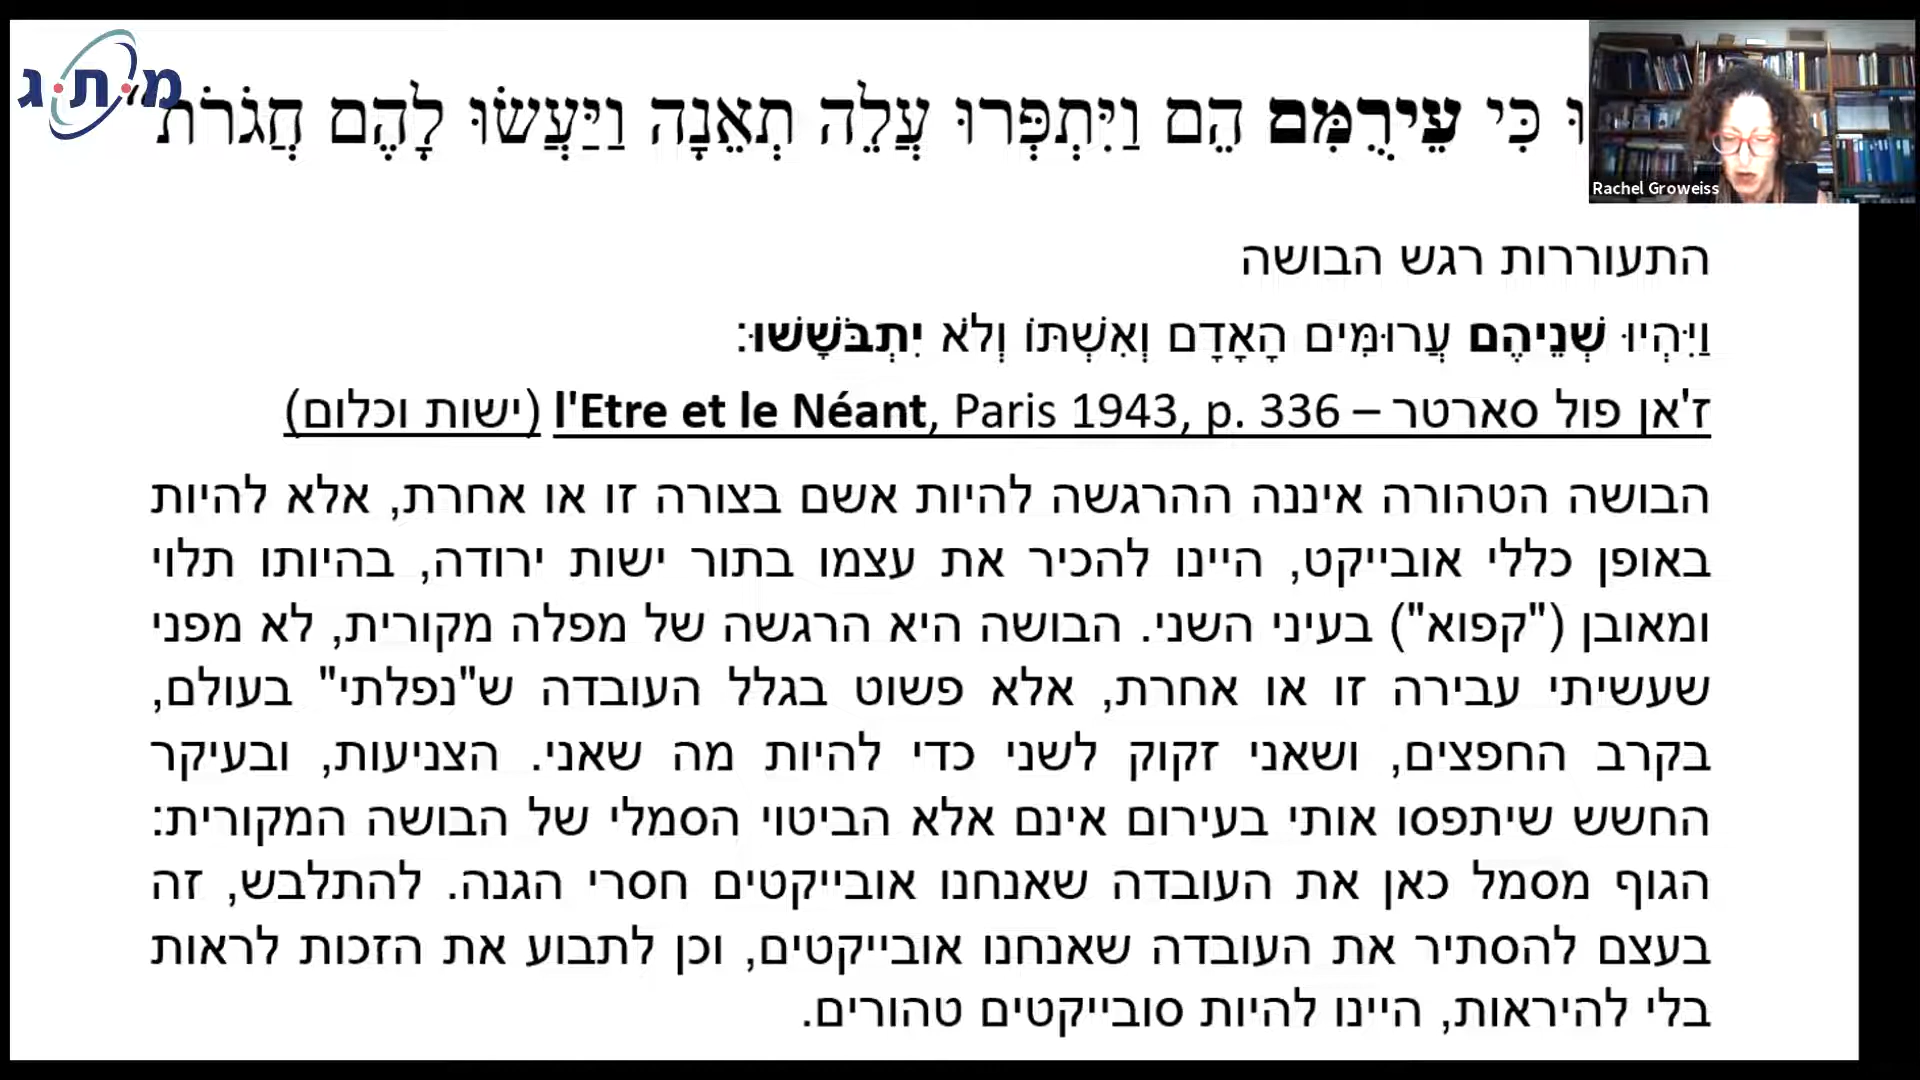 מ.ת.ג
כִּי עֵירֻמִּם הֵם וַיִּתְפְּרוּ עֲלֵה תְאֵנָה וַיַּעֲשׂוּ לָהֶם חֲגֹרֹת"
Rachel Groweiss
התעוררות רגש הבושה
וַיִּהְיוּ שְׁנֵיהֶם עֲרוּמִּים הָאָדָם וְאִשְׁתּוֹ וְלֹא יִתְבֹּשָׁשׁוּ:
ז'אן פול סארטר – l'Etre et le Néant, Paris 1943, p. 336 (ישות וכלום)
הבושה הטהורה איננה ההרגשה להיות אשם בצורה זו או אחרת, אלא להיות
באופן כללי אובייקט, היינו להכיר את עצמו בתור ישות ירודה, בהיותו תלוי
ומאובן ("קפוא") בעיני השני. הבושה היא הרגשה של מפלה מקורית, לא מפני
שעשיתי עבירה זו או אחרת, אלא פשוט בגלל העובדה ש"נפלתי" בעולם,
בקרב החפצים, ושאני זקוק לשני כדי להיות מה שאני. הצניעות, ובעיקר
החשש שיתפסו אותי בעירום אינם אלא הביטוי הסמלי של הבושה המקורית:
הגוף מסמל כאן את העובדה שאנחנו אובייקטים חסרי הגנה. להתלבש, זה
בעצם להסתיר את העובדה שאנחנו אובייקטים, וכן לתבוע את הזכות לראות
בלי להיראות, היינו להיות סובייקטים טהורים.